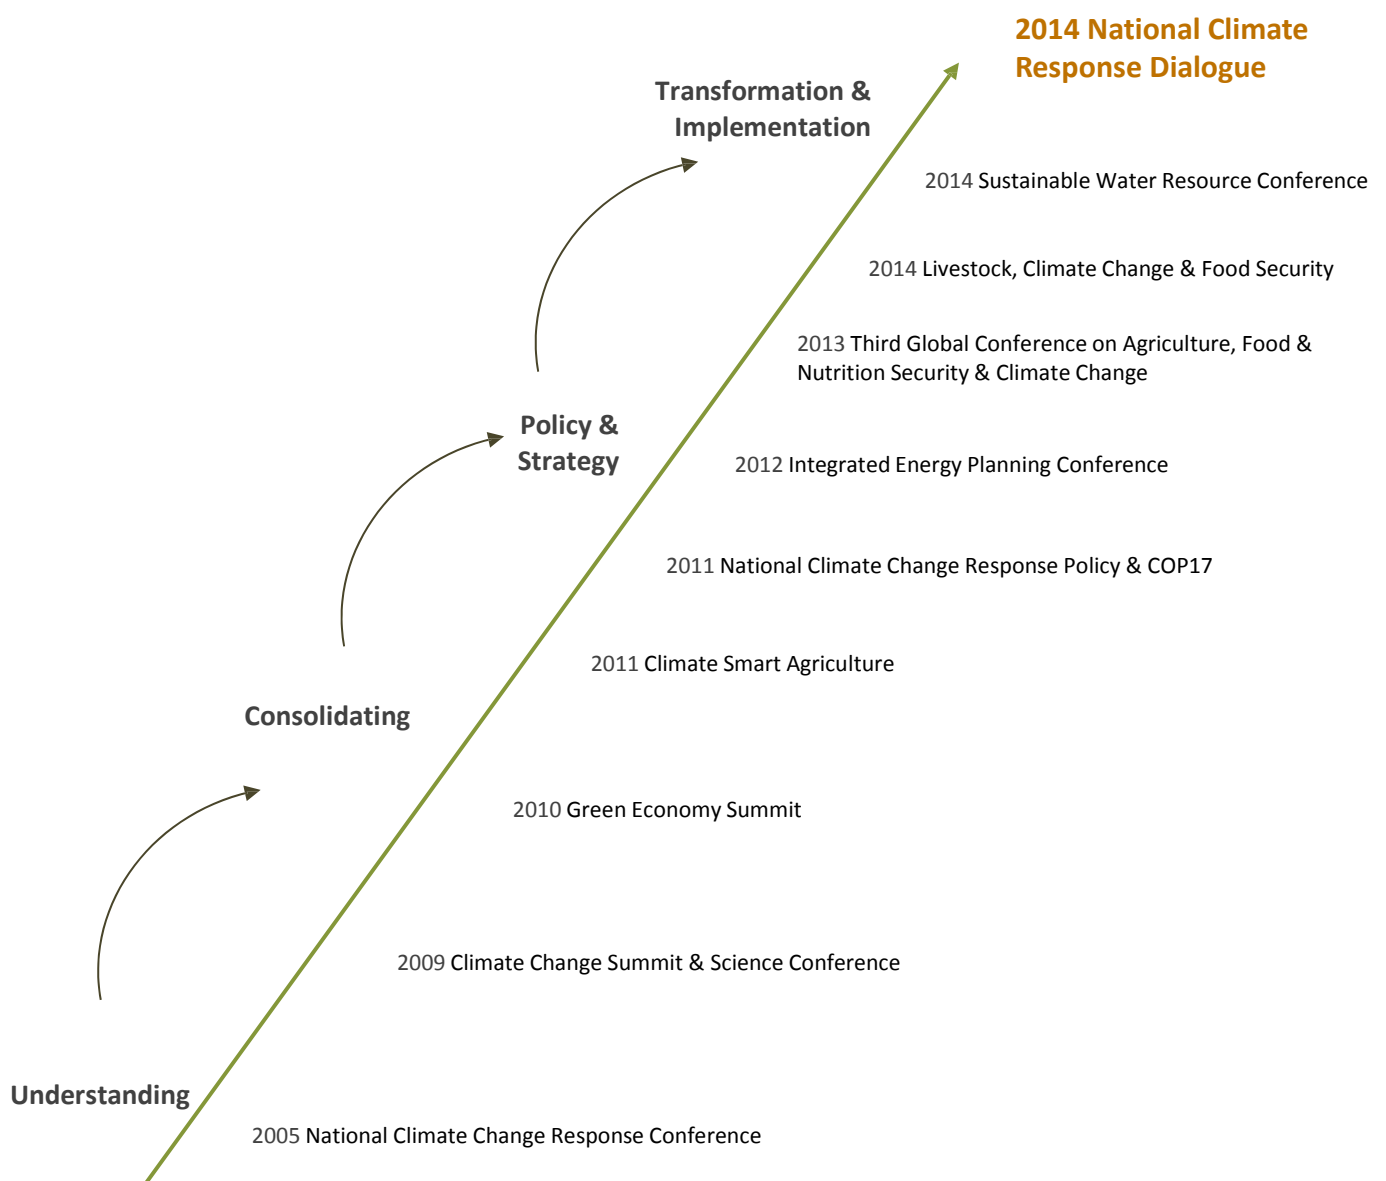 2014 National Climate
Response Dialogue
Transformation &
Implementation
2014 Sustainable Water Resource Conference
2014 Livestock, Climate Change & Food Security
2013 Third Global Conference on Agriculture, Food &
Nutrition Security & Climate Change
Policy &
Strategy
2012 Integrated Energy Planning Conference
2011 National Climate Change Response Policy & COP17
2011 Climate Smart Agriculture
Consolidating
2010 Green Economy Summit
2009 Climate Change Summit & Science Conference
Understanding
2005 National Climate Change Response Conference